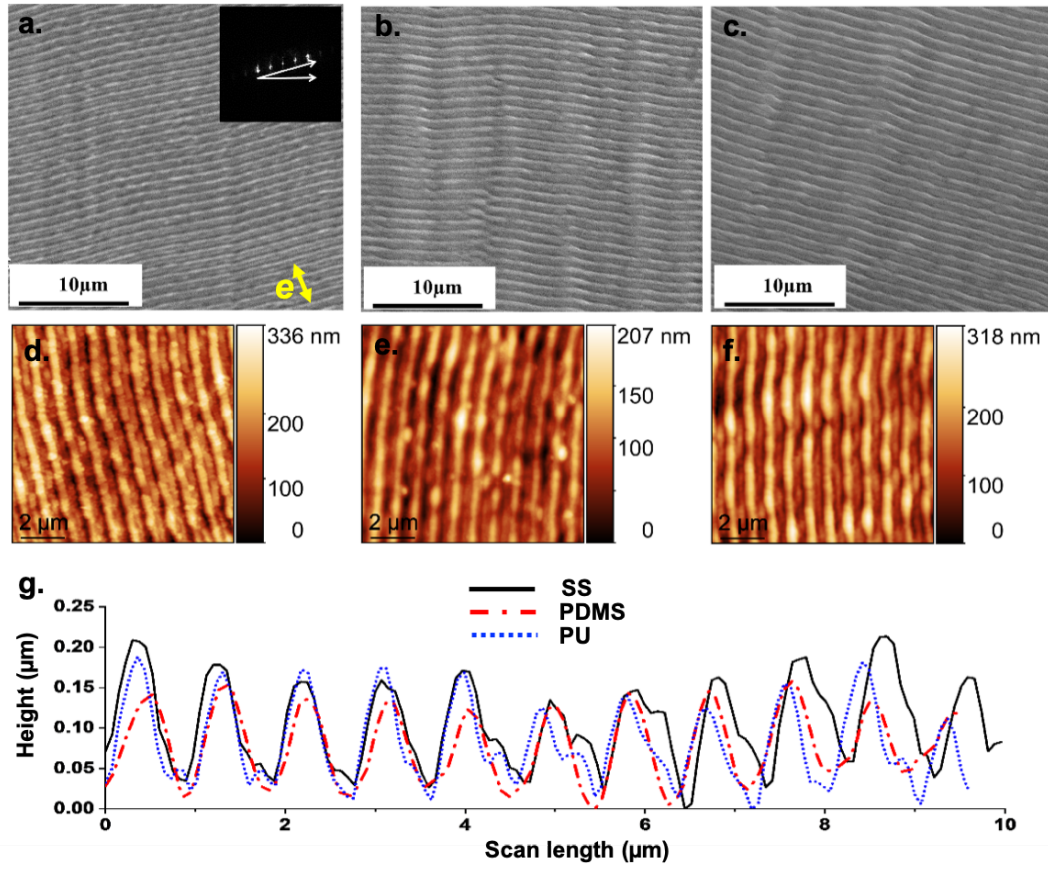 a.
b.
c.
e
10μm
10μm
10μm
d.
336 nm
200
100
0
2 μm
e.
207 nm
150
100
0
2 μm
f.
318 nm
200
100
0
2 μm
g.
SS
PDMS
PU
Height (μm)
0.25
0.20
0.15
0.10
0.05
0.00
0
2
4
6
8
10
Scan length (μm)